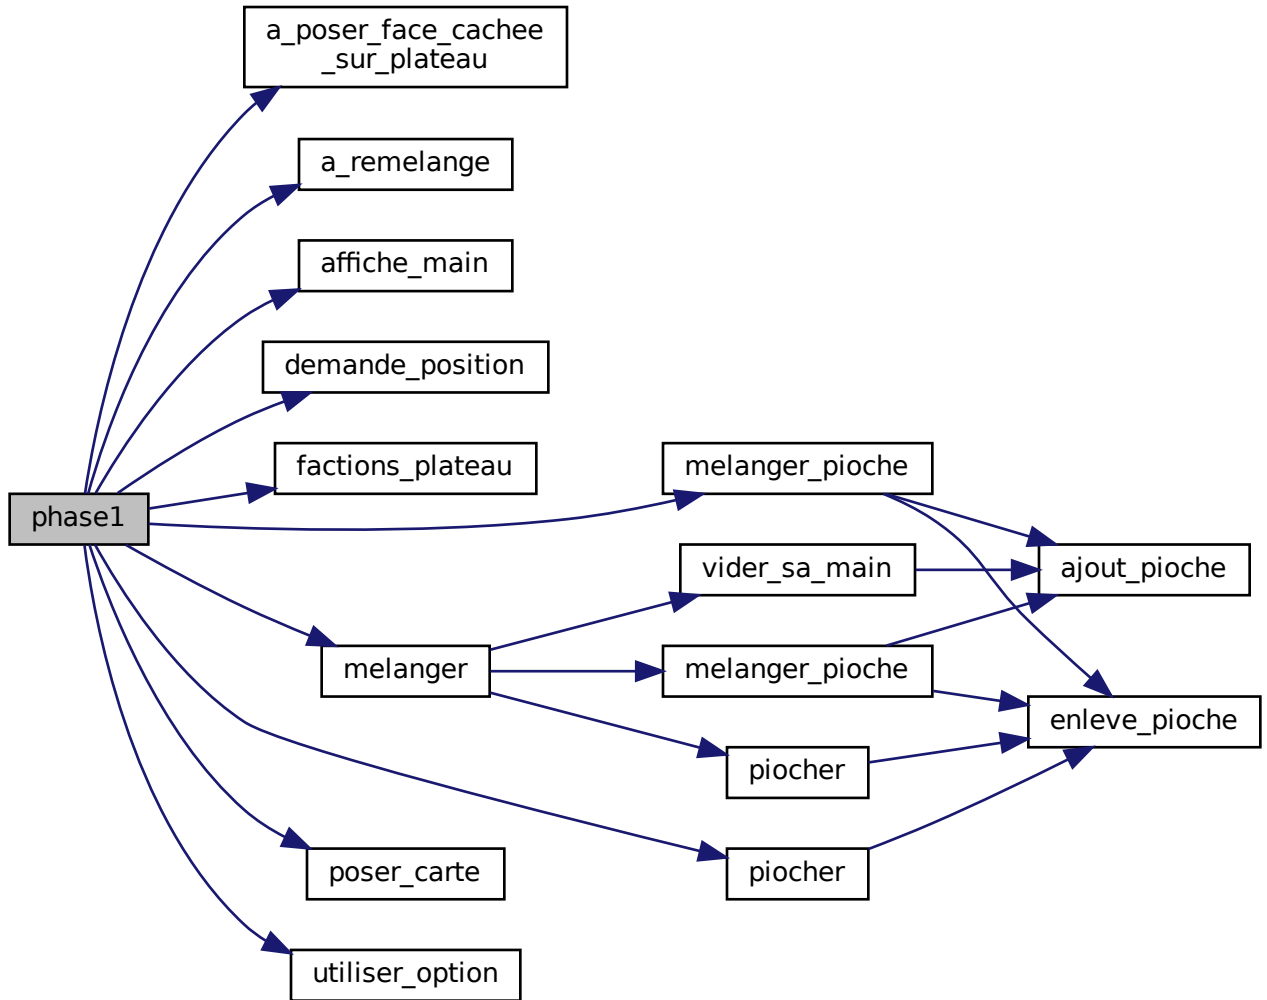 a_poser_face_cachee
_sur_plateau
a_remelange
affiche_main
demande_position
factions_plateau
melanger_pioche
phase1
vider_sa_main
ajout_pioche
melanger
melanger_pioche
enleve_pioche
piocher
poser_carte
piocher
utiliser_option